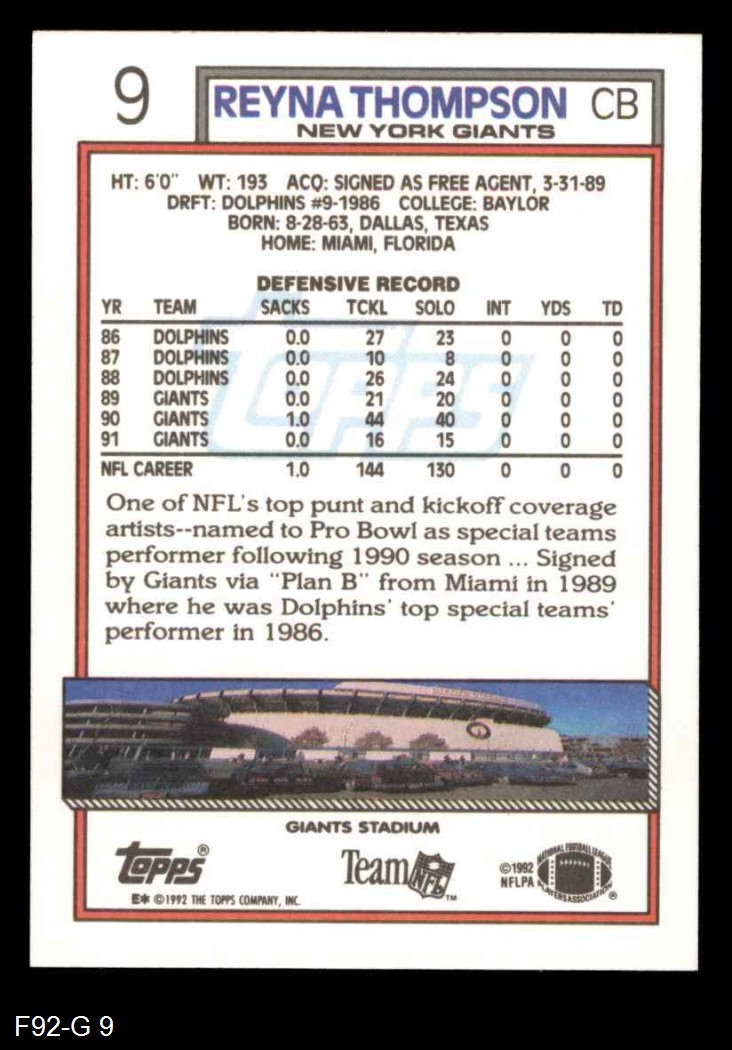 9
REYNA THOMPSON CB
NEW YORK GIANTS
HT: 6'0" WT: 193 ACQ: SIGNED AS FREE AGENT, 3-31-89
DRFT: DOLPHINS #9-1986 COLLEGE: BAYLOR
BORN: 8-28-63, DALLAS, TEXAS
HOME: MIAMI, FLORIDA
DEFENSIVE RECORD
YR TEAM SACKS TCKL SOLO INT YDS TD
86 DOLPHINS 0.0 27 23 0 0 0
87 DOLPHINS 0.0 10 8 0 0 0
88 DOLPHINS 0.0 26 24 0 0 0
89 GIANTS 0.0 21 20 0 0 0
90 GIANTS 1.0 44 40 0 0 0
91 GIANTS 0.0 16 15 0 0 0
NFL CAREER 1.0 144 130 0 0 0
TOPPS
One of NFL's top punt and kickoff coverage
artists--named to Pro Bowl as special teams
performer following 1990 season ... Signed
by Giants via "Plan B" from Miami in 1989
where he was Dolphins' top special teams'
performer in 1986.
GIANTS STADIUM
TOPPS®
E* ©1992 THE TOPPS COMPANY, INC.
Team NFL™
©1992
NFLPA
NATIONAL FOOTBALL LEAGUE
PLAYERS ASSOCIATION ®
F92-G 9